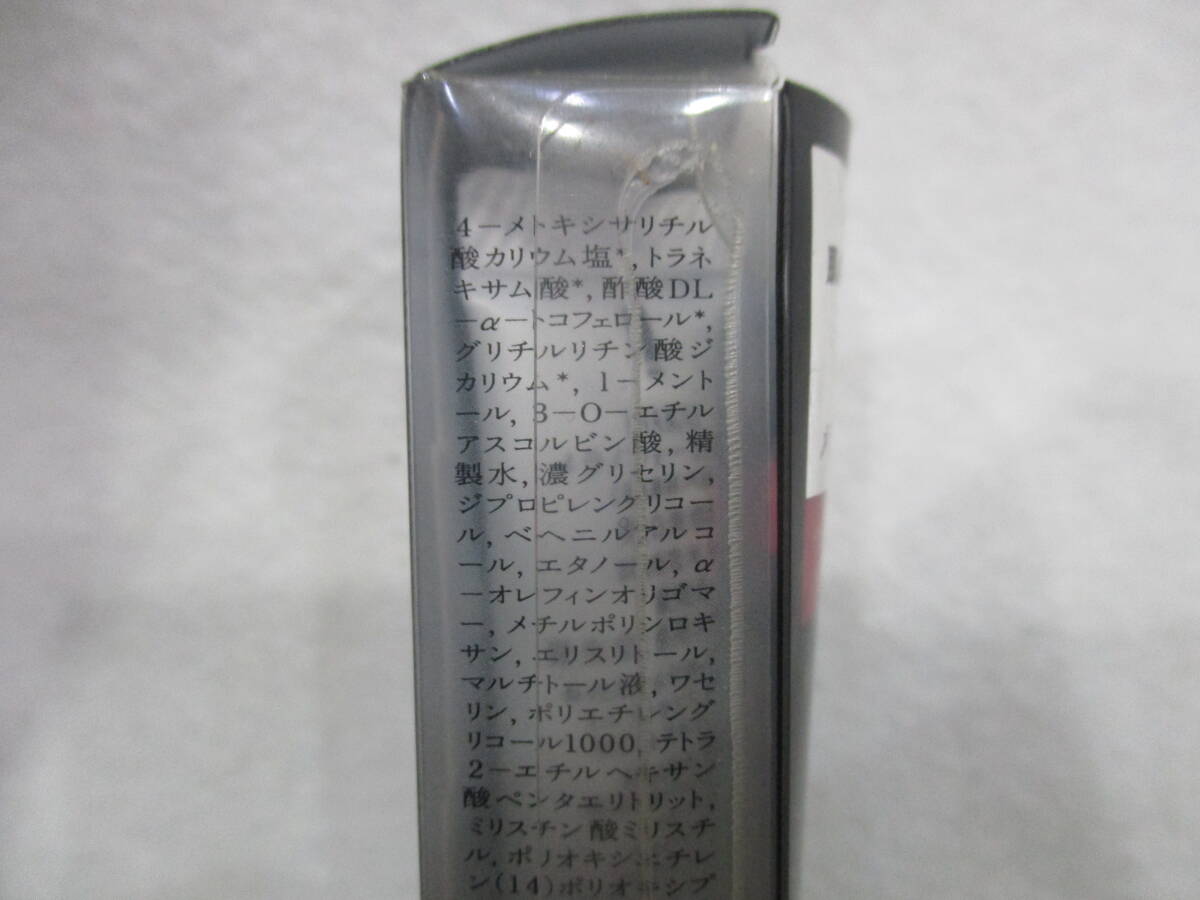 4－メトキシサリチル
酸カリウム塩*, トラネ
キサム酸*, 酢酸DL
－α－トコフェロール*,
グリチルリチン酸ジ
カリウム*, l－メント
ール, 3－O－エチル
アスコルビン酸, 精
製水, 濃グリセリン,
ジプロピレングリコー
ル, ベヘニルアルコ
ール, エタノール, α
－オレフィンオリゴマ
ー, メチルポリシロキ
サン, エリスリトール,
マルチトール液, ワセ
リン, ポリエチレング
リコール1000, テトラ
2－エチルヘキサン
酸ペンタエリトリット,
ミリスチン酸ミリスチ
ル, ポリオキシエチレ
ン(14)ポリオキシプ